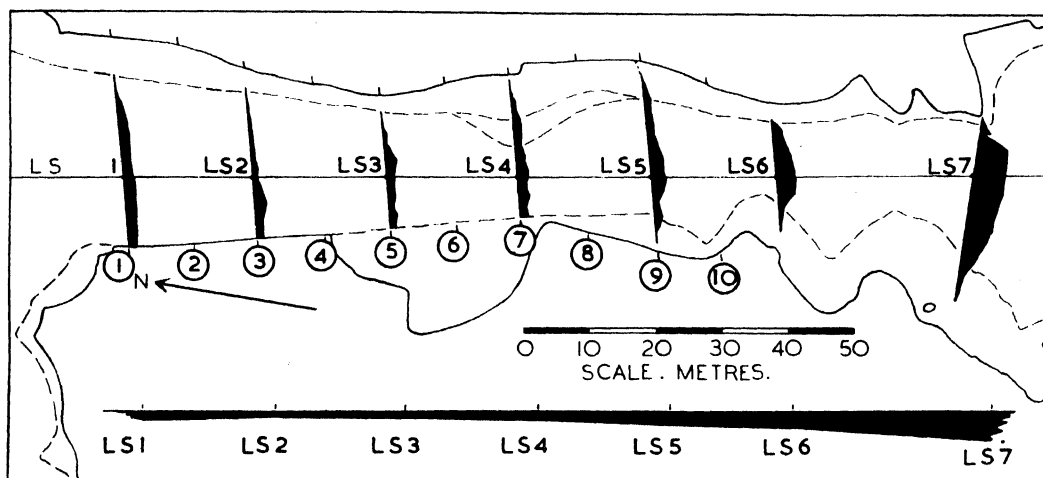 LS 1 LS2 LS3 LS4 LS5 LS6 LS7
1 2 3 4 5 6 7 8 9 10
N
0 10 20 30 40 50
SCALE. METRES.
LS1 LS2 LS3 LS4 LS5 LS6 LS7